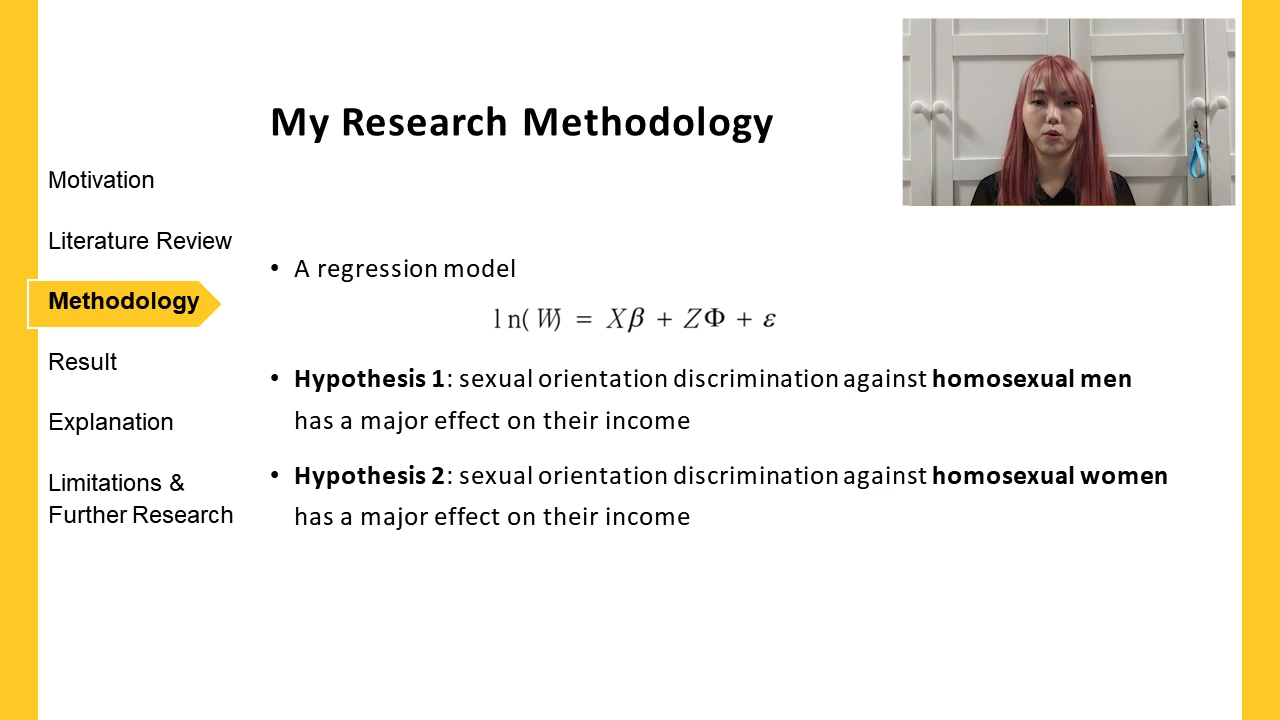 My Research Methodology
Motivation
Literature Review
Methodology
Result
Explanation
Limitations &
Further Research
• A regression model
ln( W) = Xβ + ZΦ + ε
• Hypothesis 1: sexual orientation discrimination against homosexual men
has a major effect on their income
• Hypothesis 2: sexual orientation discrimination against homosexual women
has a major effect on their income